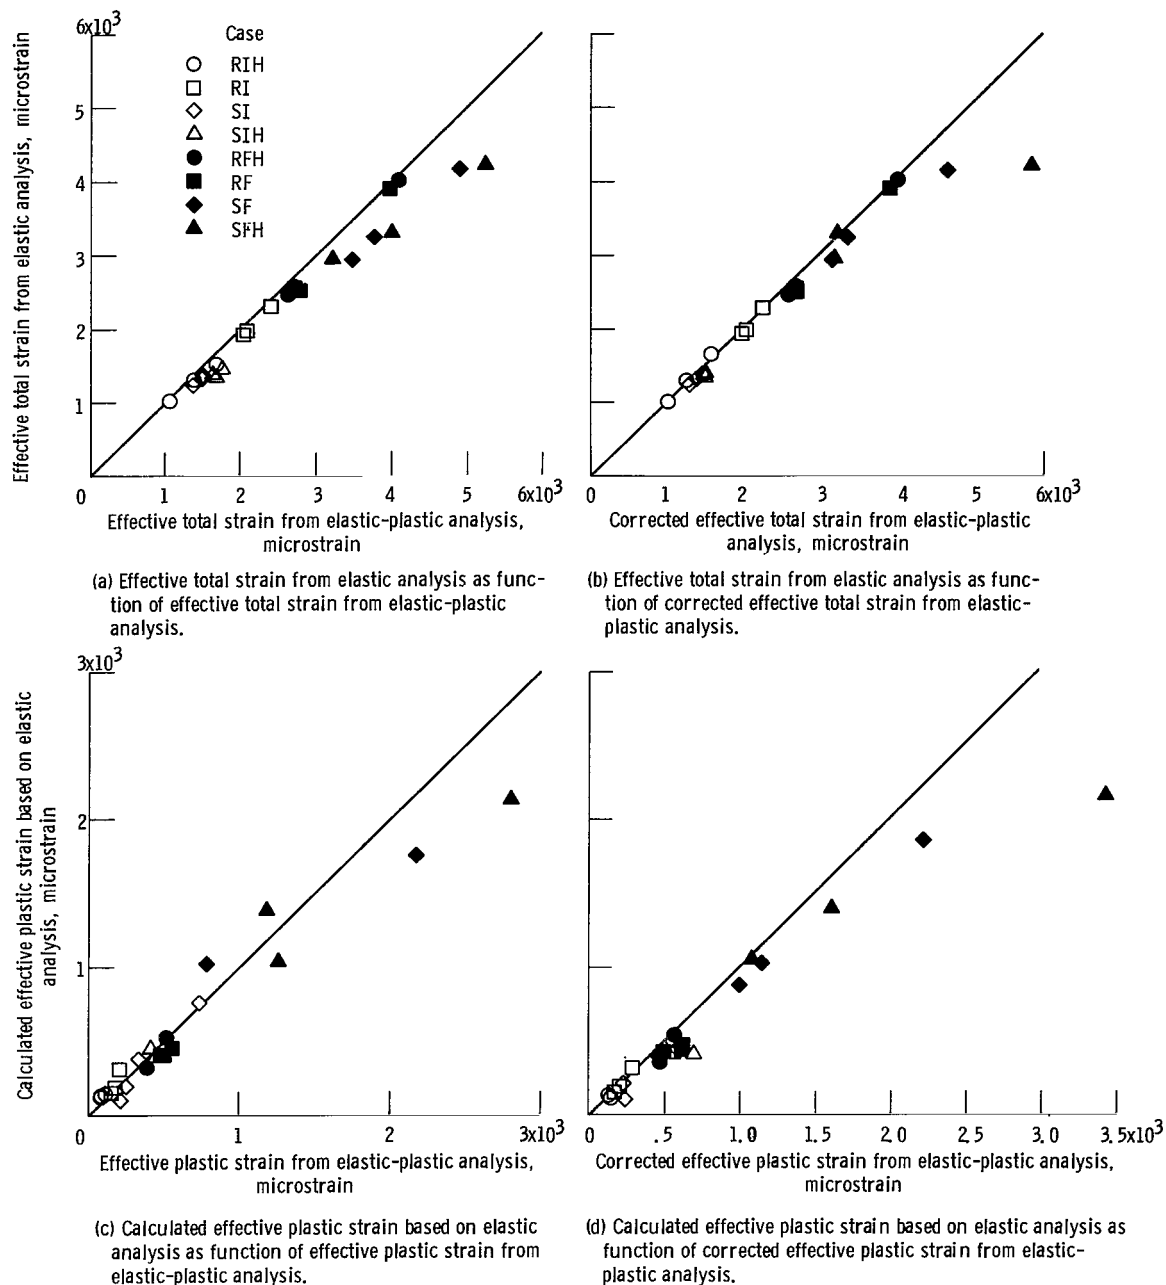 6x10³
5
4
3
2
1
Effective total strain from elastic analysis, microstrain
Case
RIH
RI
SI
SIH
RFH
RF
SF
SFH
0 1 2 3 4 5 6x10³
Effective total strain from elastic-plastic analysis,
microstrain
(a) Effective total strain from elastic analysis as func-
tion of effective total strain from elastic-plastic
analysis.
0 1 2 3 4 5 6x10³
Corrected effective total strain from elastic-plastic
analysis, microstrain
(b) Effective total strain from elastic analysis as func-
tion of corrected effective total strain from elastic-
plastic analysis.
3x10³
2
1
Calculated effective plastic strain based on elastic
analysis, microstrain
0 1 2 3x10³
Effective plastic strain from elastic-plastic analysis,
microstrain
(c) Calculated effective plastic strain based on elastic
analysis as function of effective plastic strain from
elastic-plastic analysis.
0 .5 1.0 1.5 2.0 2.5 3.0 3.5x10³
Corrected effective plastic strain from elastic-plastic analysis,
microstrain
(d) Calculated effective plastic strain based on elastic analysis as
function of corrected effective plastic strain from elastic-
plastic analysis.